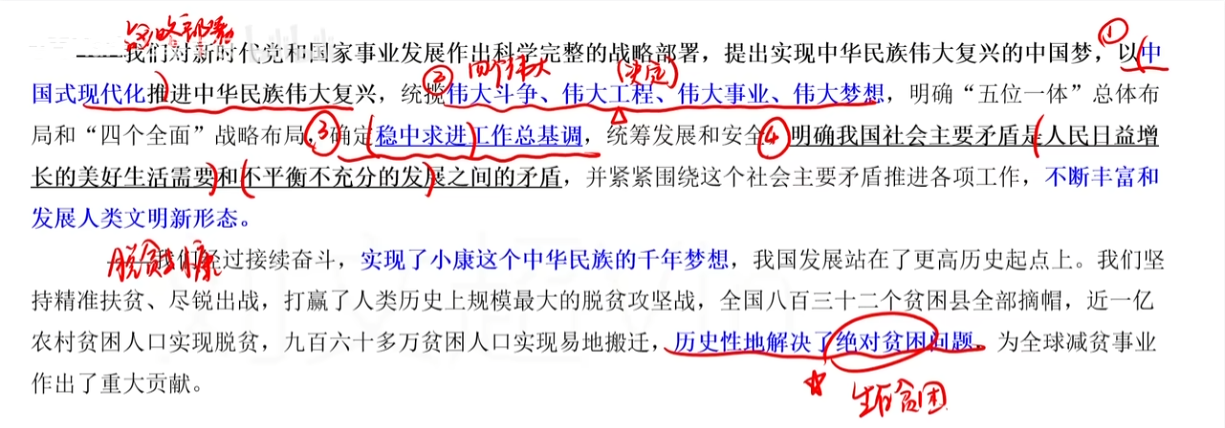 战略部署
——我们对新时代党和国家事业发展作出科学完整的战略部署，提出实现中华民族伟大复兴的中国梦，以中
①
国式现代化推进中华民族伟大复兴，统揽伟大斗争、伟大工程、伟大事业、伟大梦想，明确“五位一体”总体布
② 四个伟大 (决定)
局和“四个全面”战略布局，确定稳中求进工作总基调，统筹发展和安全，明确我国社会主要矛盾是人民日益增
③ ④
长的美好生活需要和不平衡不充分的发展之间的矛盾，并紧紧围绕这个社会主要矛盾推进各项工作，不断丰富和
发展人类文明新形态。
脱贫 小康
——我们经过接续奋斗，实现了小康这个中华民族的千年梦想，我国发展站在了更高历史起点上。我们坚
持精准扶贫、尽锐出战，打赢了人类历史上规模最大的脱贫攻坚战，全国八百三十二个贫困县全部摘帽，近一亿
农村贫困人口实现脱贫，九百六十多万贫困人口实现易地搬迁，历史性地解决了绝对贫困问题，为全球减贫事业
作出了重大贡献。
生存贫困